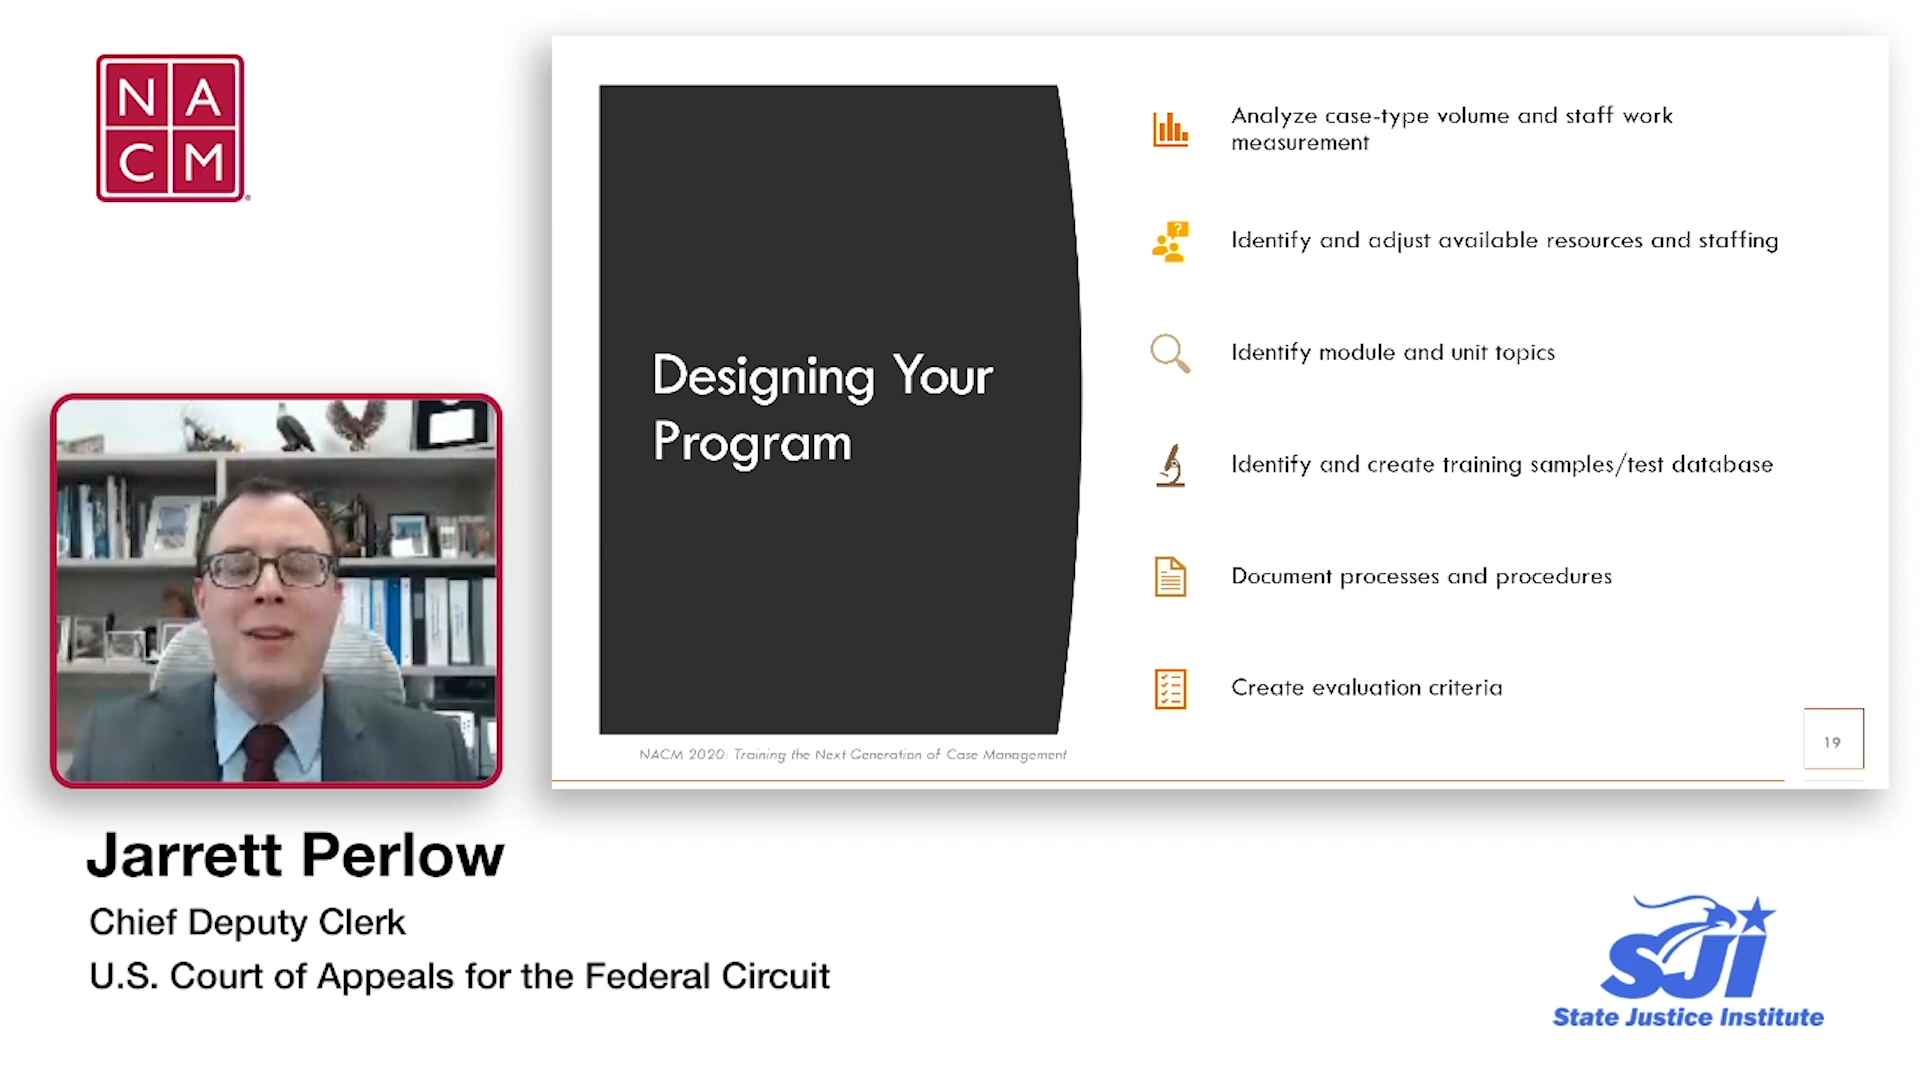 NACM
Designing Your
Program
Analyze case-type volume and staff work
measurement
Identify and adjust available resources and staffing
Identify module and unit topics
Identify and create training samples/test database
Document processes and procedures
Create evaluation criteria
NACM 2020: Training the Next Generation of Case Management
19
Jarrett Perlow
Chief Deputy Clerk
U.S. Court of Appeals for the Federal Circuit
SJI
State Justice Institute